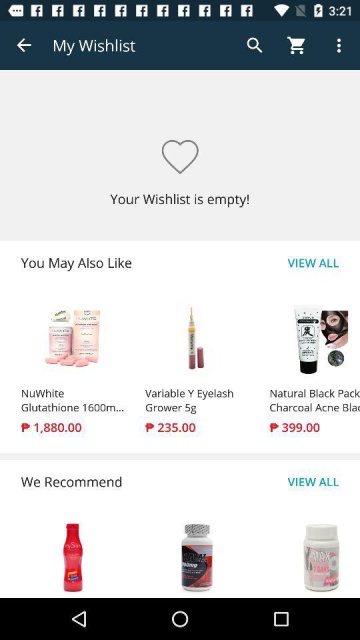 3:21
My Wishlist
Your Wishlist is empty!
You May Also Like
VIEW ALL
NuWhite
Glutathione 1600m...
₱ 1,880.00
Variable Y Eyelash
Grower 5g
₱ 235.00
Natural Black Pack
Charcoal Acne Blac
₱ 399.00
We Recommend
VIEW ALL